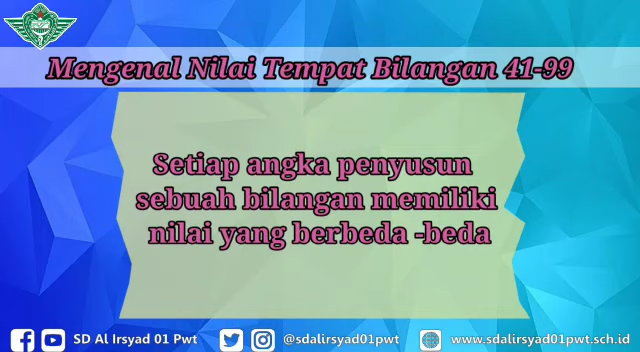 Mengenal Nilai Tempat Bilangan 41-99
Setiap angka penyusun
sebuah bilangan memiliki
nilai yang berbeda -beda
SD Al Irsyad 01 Pwt
@sdalirsyad01pwt
www.sdalirsyad01pwt.sch.id